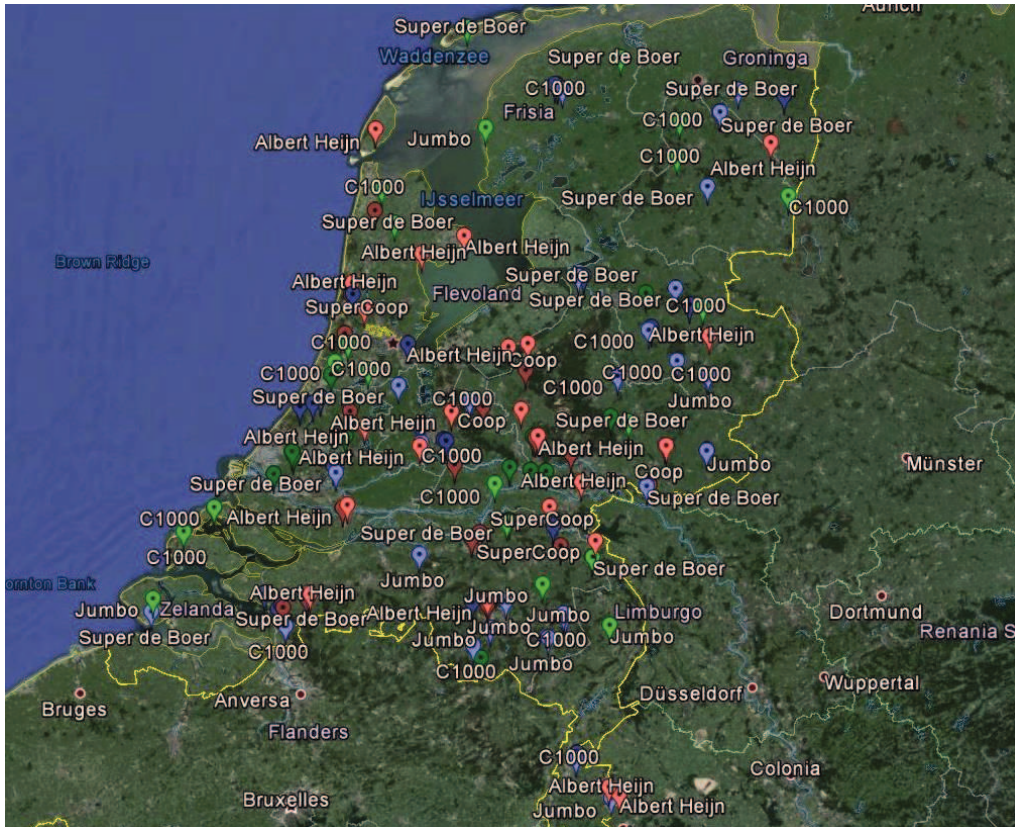 Aurich
Super de Boer
Waddenzee
Super de Boer
Groninga
C1000
Super de Boer
Frisia
C1000
Super de Boer
Albert Heijn
Jumbo
C1000
Albert Heijn
C1000
Super de Boer
IJsselmeer
C1000
Super de Boer
Albert Heijn
Albert Heijn
Brown Ridge
Super de Boer
Albert Heijn
Flevoland
Super de Boer
SuperCoop
C1000
C1000
Albert Heijn
C1000
Albert Heijn
Coop
C1000
C1000
C1000
C1000
C1000
Super de Boer
C1000
Jumbo
Albert Heijn
Coop
Super de Boer
Albert Heijn
Albert Heijn
Albert Heijn
C1000
Jumbo
Münster
Super de Boer
Albert Heijn
Coop
C1000
Super de Boer
C1000
Albert Heijn
SuperCoop
Super de Boer
C1000
SuperCoop
Super de Boer
ornton Bank
Jumbo
Jumbo
Albert Heijn
Dortmund
Jumbo
Zelanda
Super de Boer
Albert Heijn
Jumbo
Limburgo
Renania S
Super de Boer
Jumbo
Jumbo
C1000
Jumbo
C1000
C1000
Jumbo
Wuppertal
Düsseldorf
Bruges
Anversa
Flanders
C1000
Colonia
Albert Heijn
Bruxelles
Jumbo
Albert Heijn